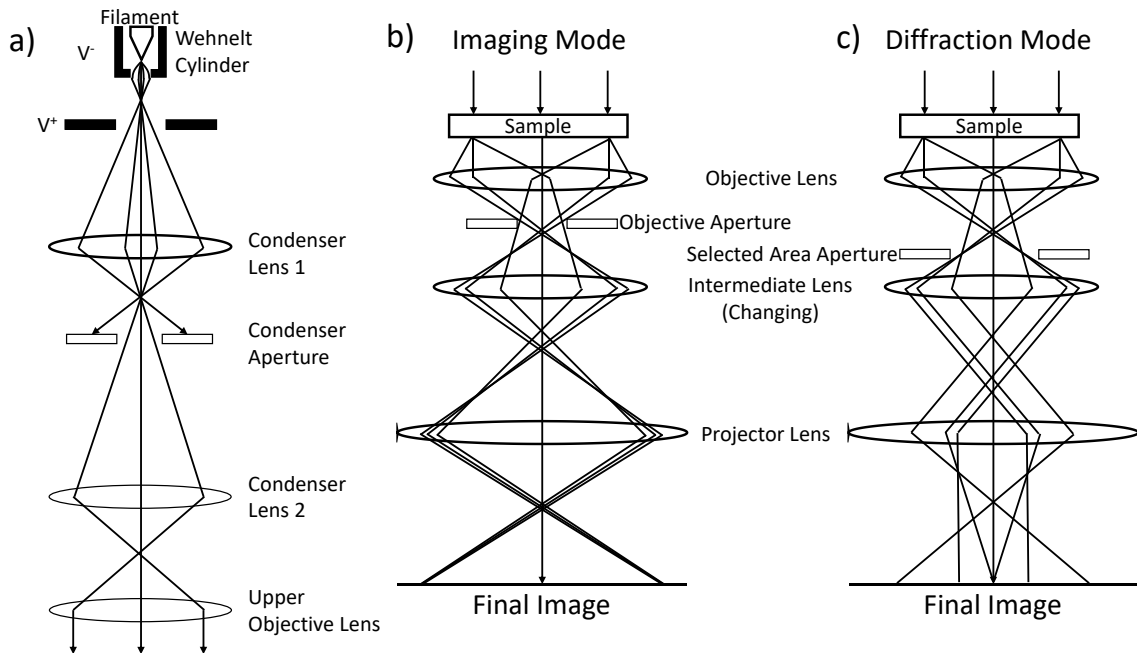 a)
Filament
V-
Wehnelt
Cylinder
V+
Condenser
Lens 1
Condenser
Aperture
Condenser
Lens 2
Upper
Objective Lens
b)
Imaging Mode
Sample
Objective Lens
Objective Aperture
Selected Area Aperture
Intermediate Lens
(Changing)
Projector Lens
Final Image
c)
Diffraction Mode
Sample
Final Image